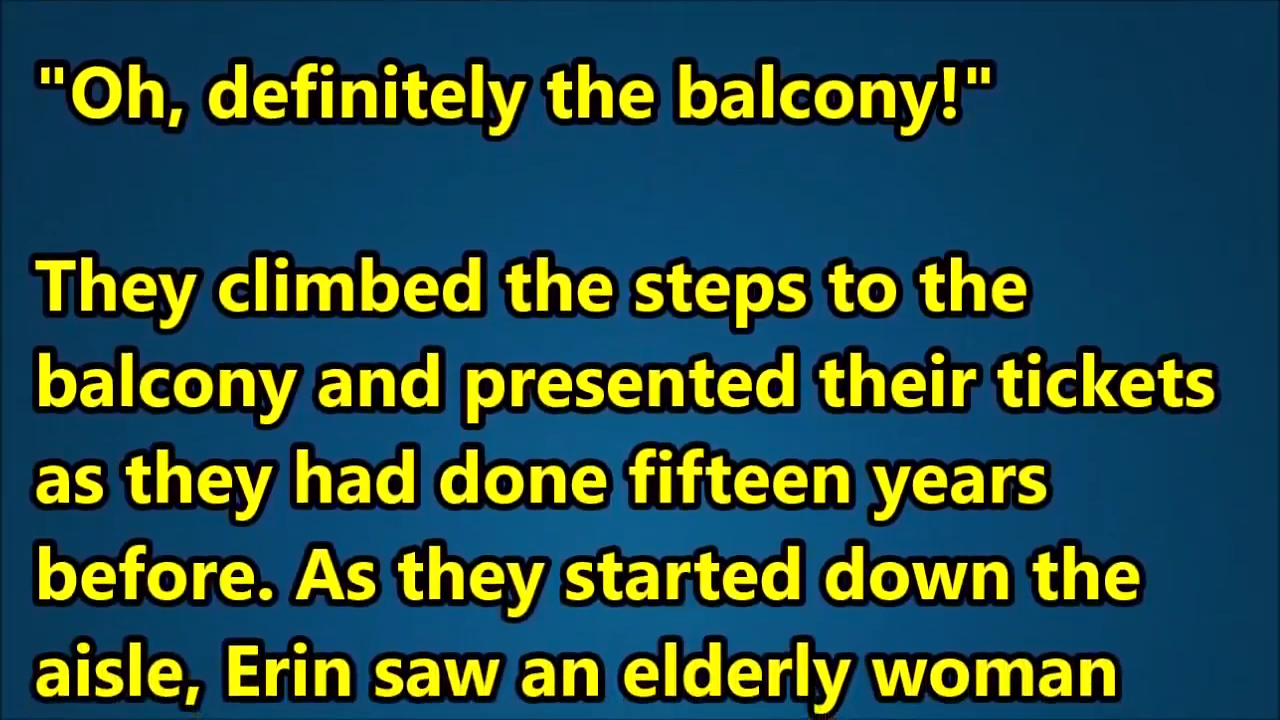 "Oh, definitely the balcony!"
They climbed the steps to the
balcony and presented their tickets
as they had done fifteen years
before. As they started down the
aisle, Erin saw an elderly woman